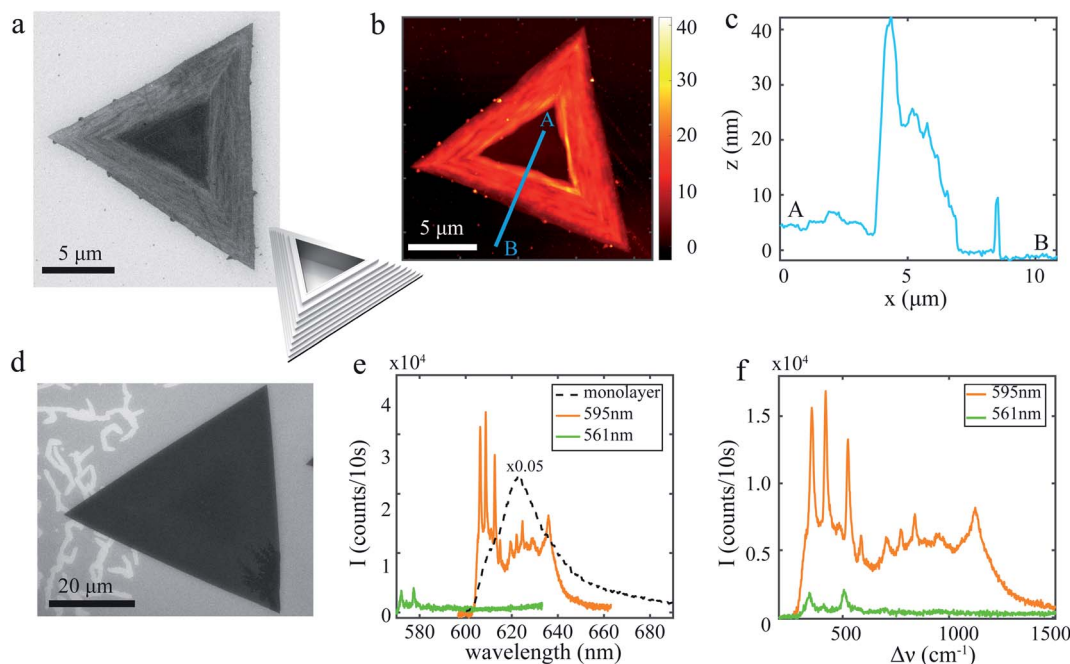 a
5 μm
b
A
B
5 μm
40
30
20
10
0
c
z (nm)
40
30
20
10
0
A
B
0
5
10
x (μm)
d
20 μm
e
x10⁴
I (counts/10s)
4
3
2
1
0
monolayer
595nm
561nm
x0.05
580
600
620
640
660
680
wavelength (nm)
f
x10⁴
I (counts/10s)
1.5
1.0
0.5
0
595nm
561nm
500
1000
1500
Δν (cm⁻¹)